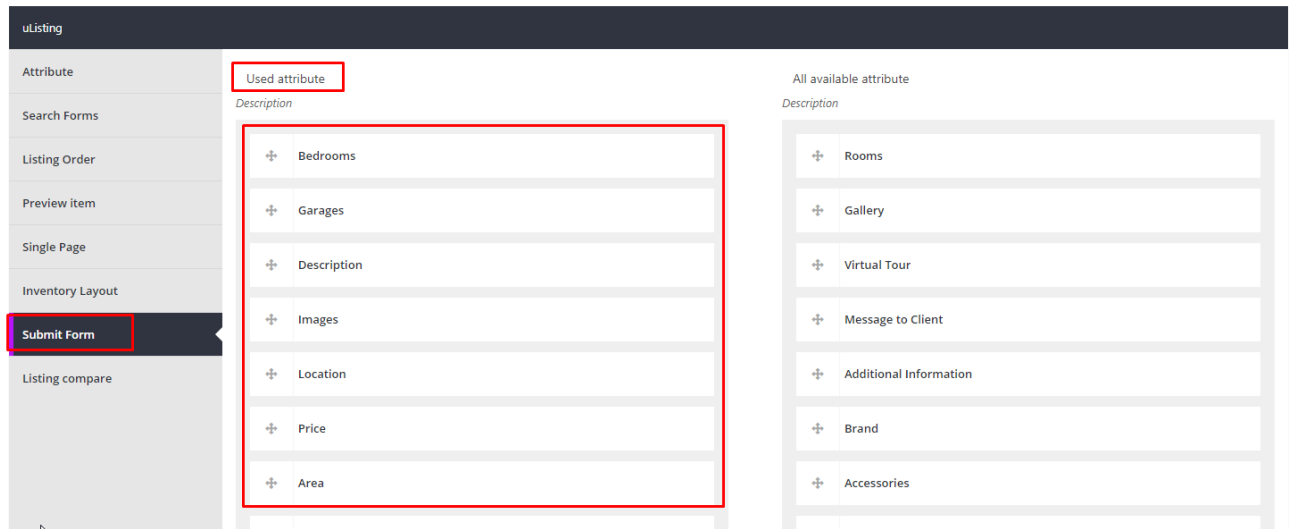 uListing
Attribute
Search Forms
Listing Order
Preview item
Single Page
Inventory Layout
Submit Form
Listing compare
Used attribute
Description
Bedrooms
Garages
Description
Images
Location
Price
Area
All available attribute
Description
Rooms
Gallery
Virtual Tour
Message to Client
Additional Information
Brand
Accessories